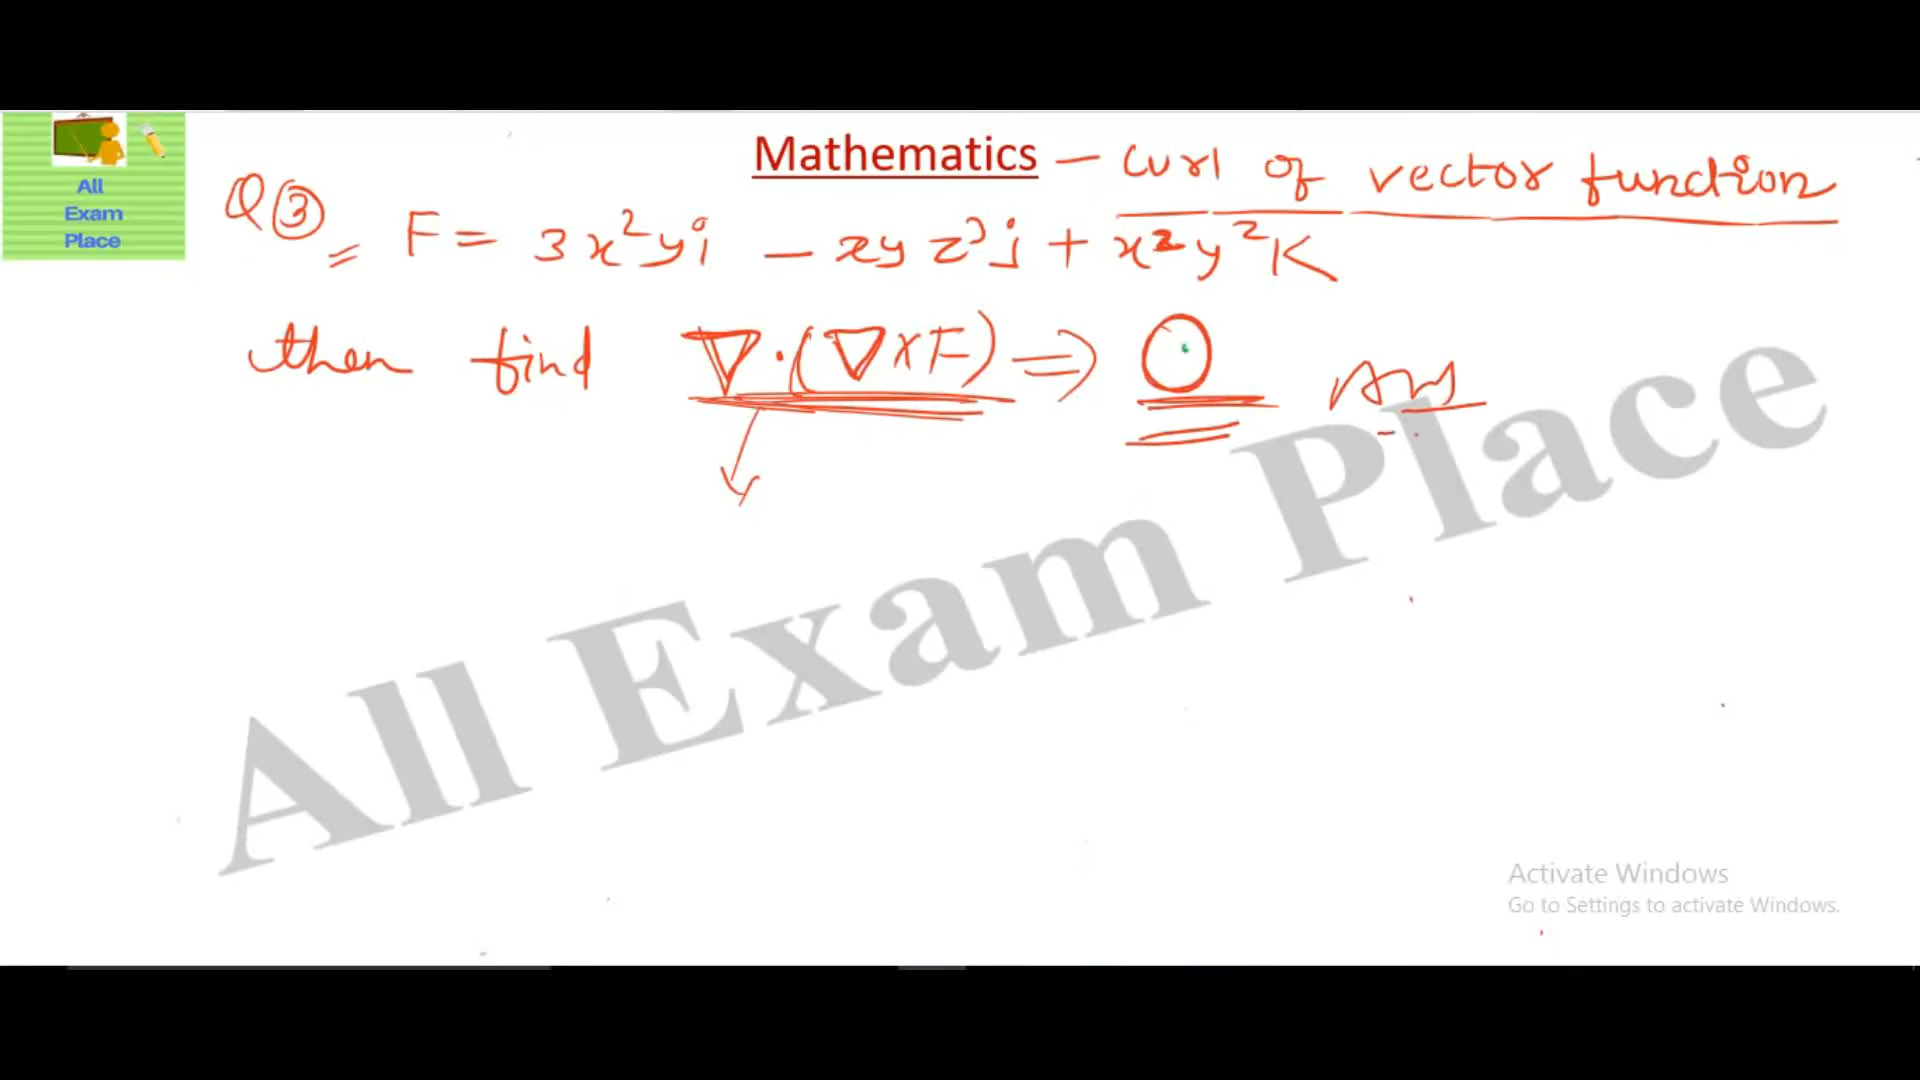 All
Exam
Place
Mathematics – curl of vector function
Q ③ = F = 3x²yi – xyz³j + x²y²K
then find ∇·(∇×F) ⇒ 0 Ans
All Exam Place
Activate Windows
Go to Settings to activate Windows.